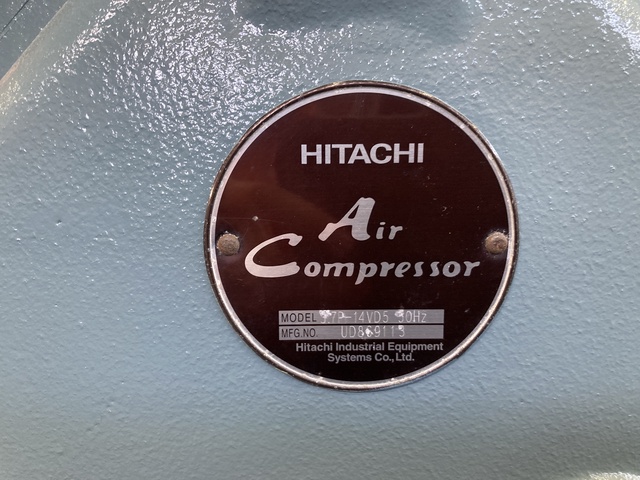 HITACHI
Air
Compressor
MODEL
MFG.NO.
Hitachi Industrial Equipment
Systems Co.,Ltd.